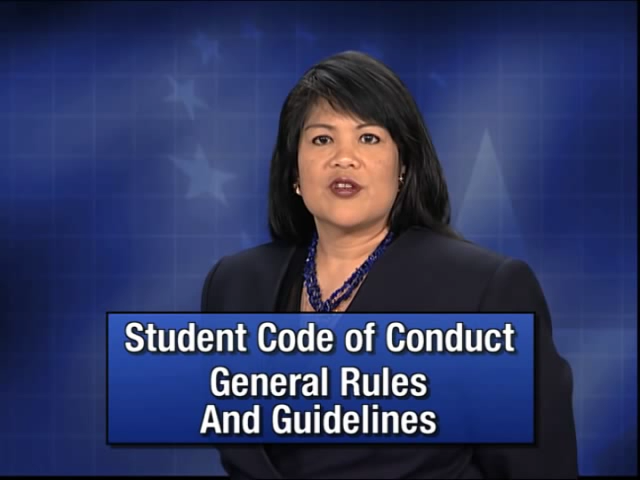 Student Code of Conduct
General Rules
And Guidelines